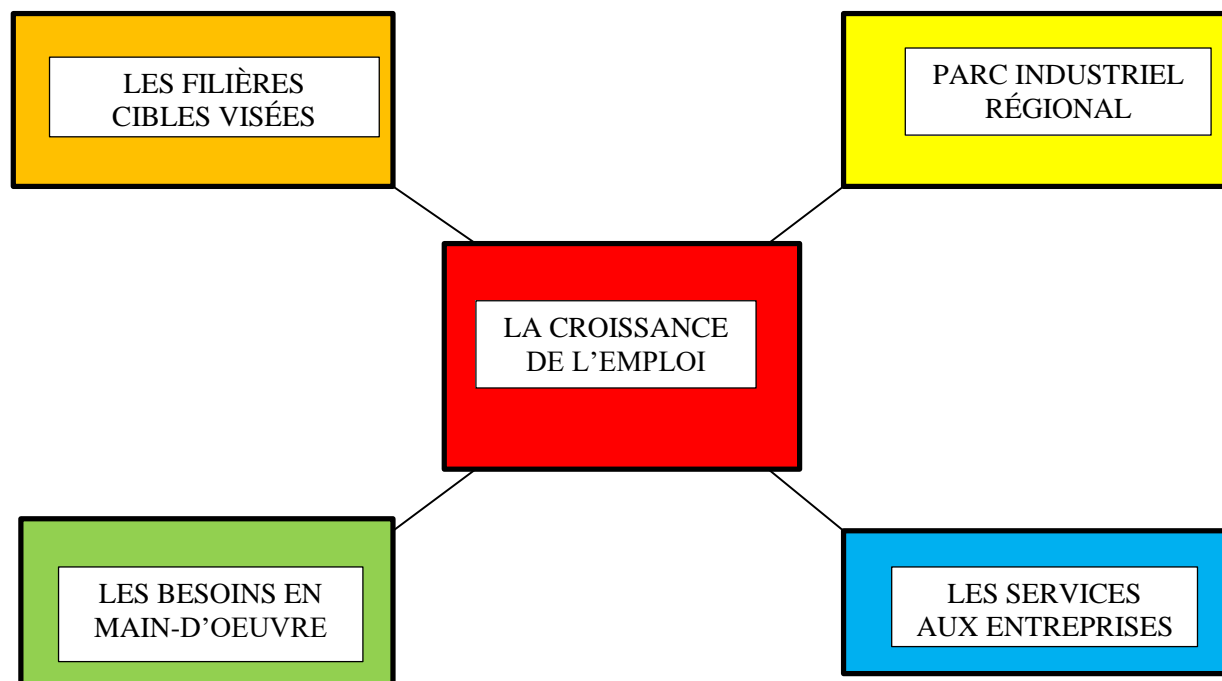 LES FILIÈRES
CIBLES VISÉES
PARC INDUSTRIEL
RÉGIONAL
LA CROISSANCE
DE L’EMPLOI
LES BESOINS EN
MAIN-D’OEUVRE
LES SERVICES
AUX ENTREPRISES